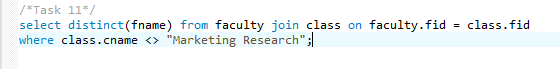 /*Task 11*/
select distinct(fname) from faculty join class on faculty.fid = class.fid
where class.cname <> "Marketing Research";